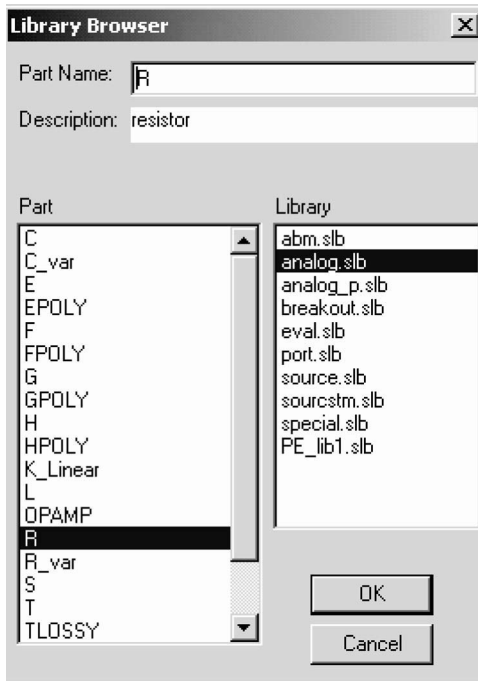 Library Browser
Part Name: R
Description: resistor
Part
C
C_var
E
EPOLY
F
FPOLY
G
GPOLY
H
HPOLY
K_Linear
L
OPAMP
R
R_var
S
T
TLOSSY
Library
abm.slb
analog.slb
analog_p.slb
breakout.slb
eval.slb
port.slb
source.slb
sourcstm.slb
special.slb
PE_lib1.slb
OK
Cancel